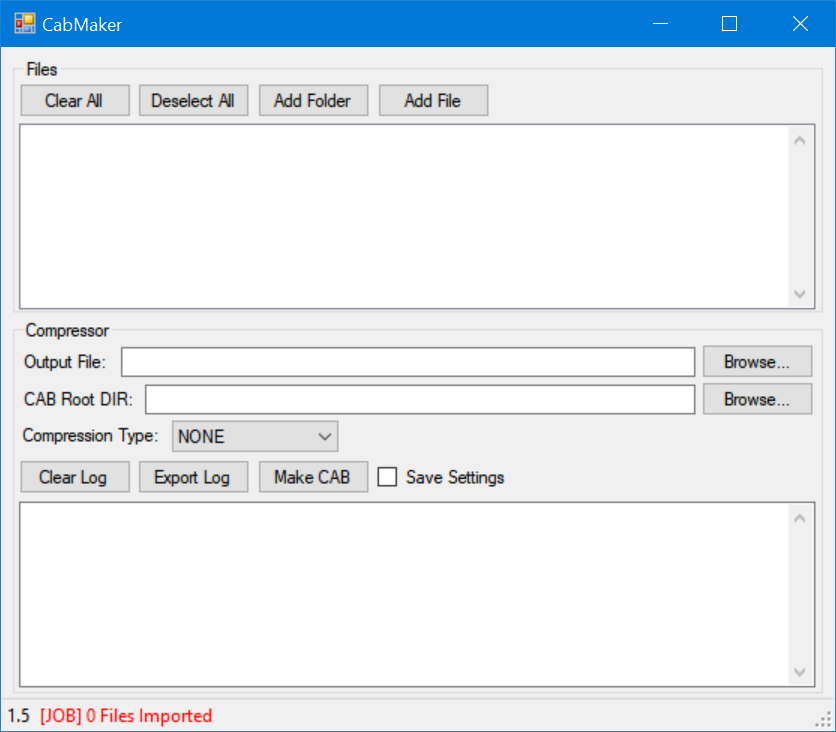 CabMaker
Files
Clear All Deselect All Add Folder Add File
Compressor
Output File: Browse...
CAB Root DIR: Browse...
Compression Type: NONE
Clear Log Export Log Make CAB Save Settings
1.5 [JOB] 0 Files Imported